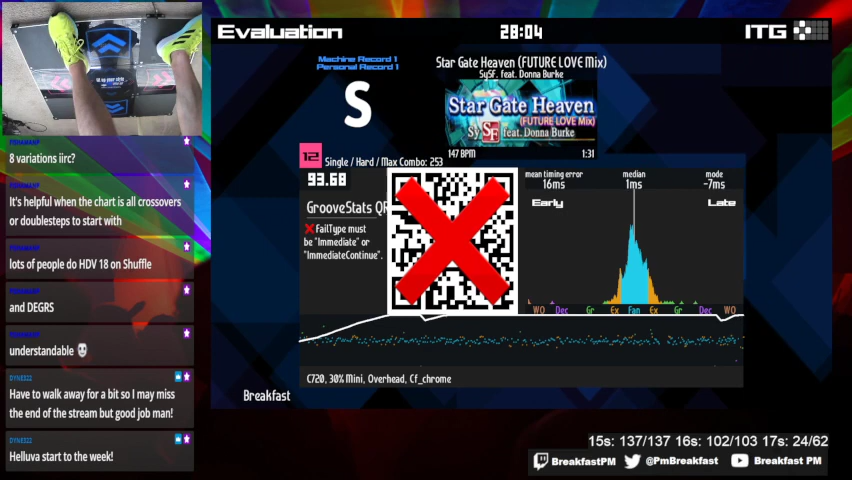 Evaluation
28:04
ITG
Machine Record 1
Personal Record 1
S
Star Gate Heaven (FUTURE LOVE Mix)
SySF. feat. Donna Burke
Star Gate Heaven
(FUTURE LOVE Mix)
Sy SF feat. Donna Burke
147 BPM
1:31
12
Single / Hard / Max Combo: 253
93.68
GrooveStats QR
❌FailType must
be "Immediate" or
"ImmediateContinue".
mean timing error
16ms
median
1ms
mode
-7ms
Early
Late
WO Dec Gr Ex Fan Ex Gr Dec WO
C720, 30% Mini, Overhead, Cf_chrome
Breakfast
8 variations iirc?
It's helpful when the chart is all crossovers
or doublesteps to start with
lots of people do HDV 18 on Shuffle
and DEGRS
understandable 💀
DYNE322
Have to walk away for a bit so I may miss
the end of the stream but good job man!
DYNE322
Helluva start to the week!
15s: 137/137 16s: 102/103 17s: 24/62
BreakfastPM
@PmBreakfast
Breakfast PM